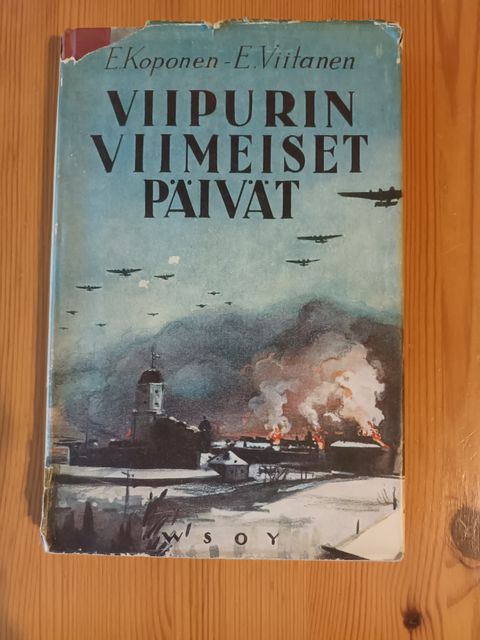 E. Koponen - E. Viitanen
VIIPURIN
VIIMEISET
PÄIVÄT
WSOY